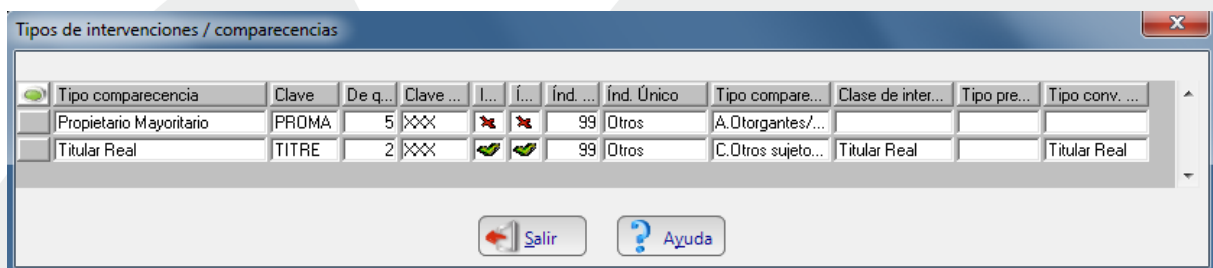 Tipos de intervenciones / comparecencias
Tipo comparecencia Clave De q... Clave ... I... Í... Índ. ... Índ. Único Tipo compare... Clase de inter... Tipo pre... Tipo conv. ...
Propietario Mayoritario PROMA 5 XXX 99 Otros A.Otorgantes/...
Titular Real TITRE 2 XXX 99 Otros C.Otros sujeto... Titular Real Titular Real
Salir Ayuda